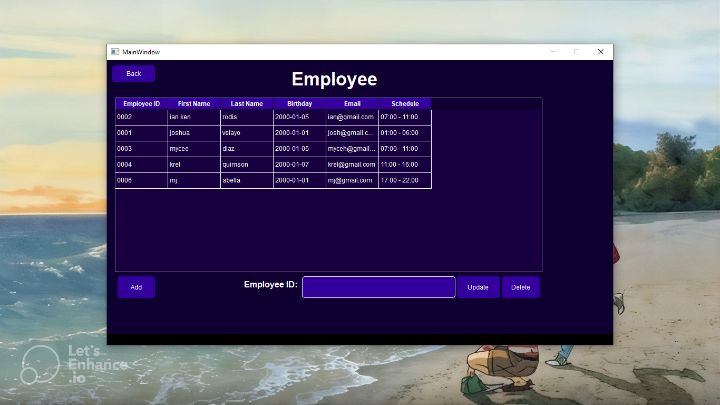 MainWindow
Back
Employee
Employee ID First Name Last Name Birthday Email Schedule
0002 ian ken rodis 2000-01-05 ian@gmail.com 07:00 - 11:00
0001 joshua velayo 2000-01-01 josh@gmail.c... 01:00 - 06:00
0003 mycee diaz 2000-01-05 myceh@gmail... 07:00 - 11:00
0004 krel quimson 2000-01-07 krel@gmail.com 11:00 - 16:00
0006 mj abella 2000-01-01 mj@gmail.com 17:00 - 22:00
Add Employee ID: Update Delete
Let's
Enhance
.io